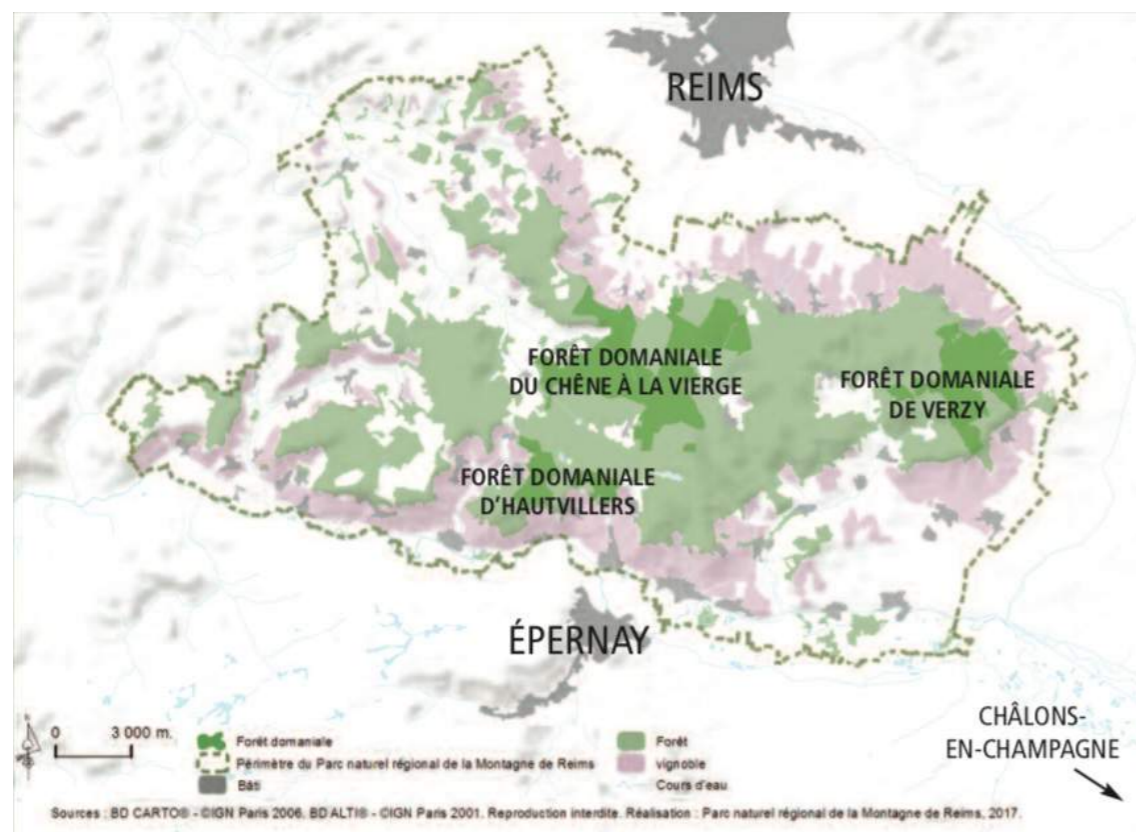 REIMS
FORÊT DOMANIALE
DU CHÊNE À LA VIERGE
FORÊT DOMANIALE
DE VERZY
FORÊT DOMANIALE
D'HAUTVILLERS
ÉPERNAY
CHÂLONS-
EN-CHAMPAGNE
0 3 000 m.
Forêt domaniale
Périmètre du Parc naturel régional de la Montagne de Reims
Bâti
Forêt
vignoble
Cours d'eau
Sources : BD CARTO® - ©IGN Paris 2006, BD ALTI® - ©IGN Paris 2001. Reproduction interdite. Réalisation : Parc naturel régional de la Montagne de Reims, 2017.